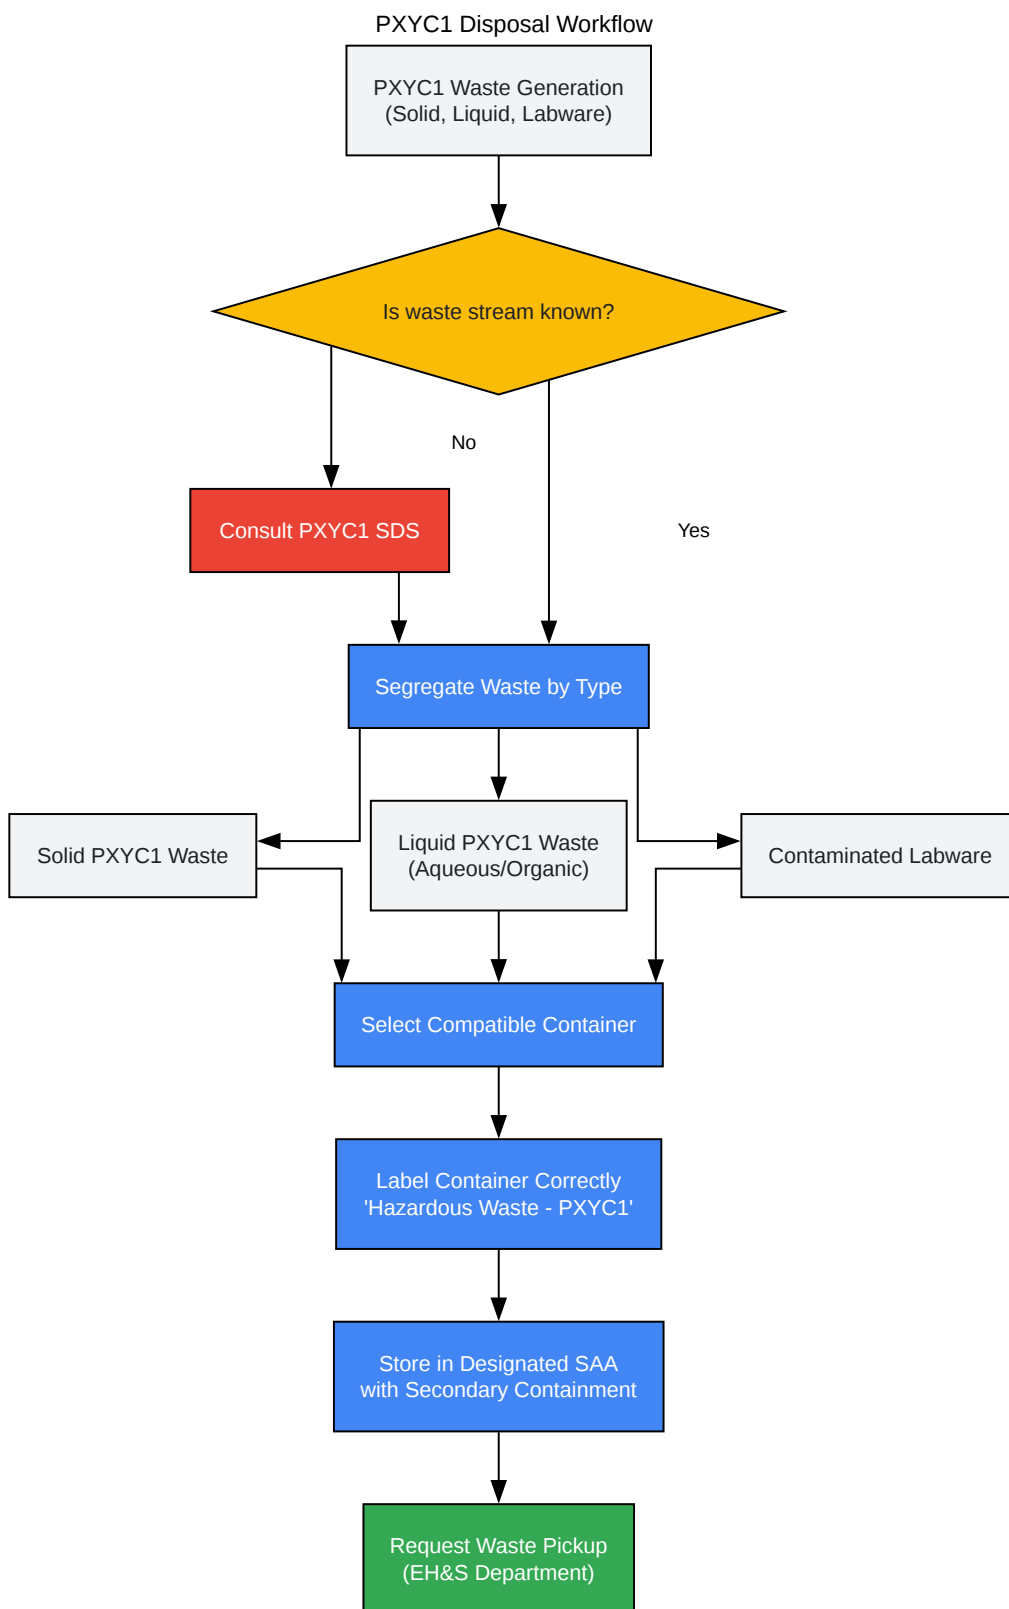 PXYC1 Disposal Workflow
PXYC1 Waste Generation
(Solid, Liquid, Labware)
Is waste stream known?
No
Consult PXYC1 SDS
Yes
Segregate Waste by Type
Solid PXYC1 Waste
Liquid PXYC1 Waste
(Aqueous/Organic)
Contaminated Labware
Select Compatible Container
Label Container Correctly
'Hazardous Waste - PXYC1'
Store in Designated SAA
with Secondary Containment
Request Waste Pickup
(EH&S Department)